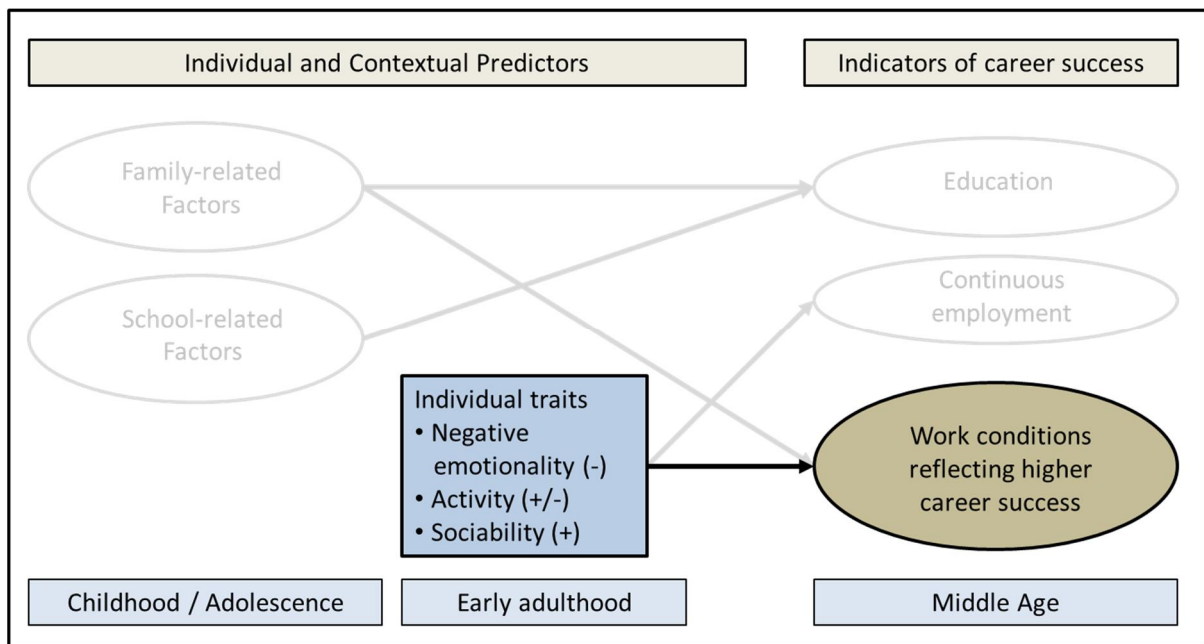 Individual and Contextual Predictors
Indicators of career success
Family-related
Factors
Education
School-related
Factors
Continuous
employment
Individual traits
• Negative
emotionality (-)
• Activity (+/-)
• Sociability (+)
Work conditions
reflecting higher
career success
Childhood / Adolescence
Early adulthood
Middle Age